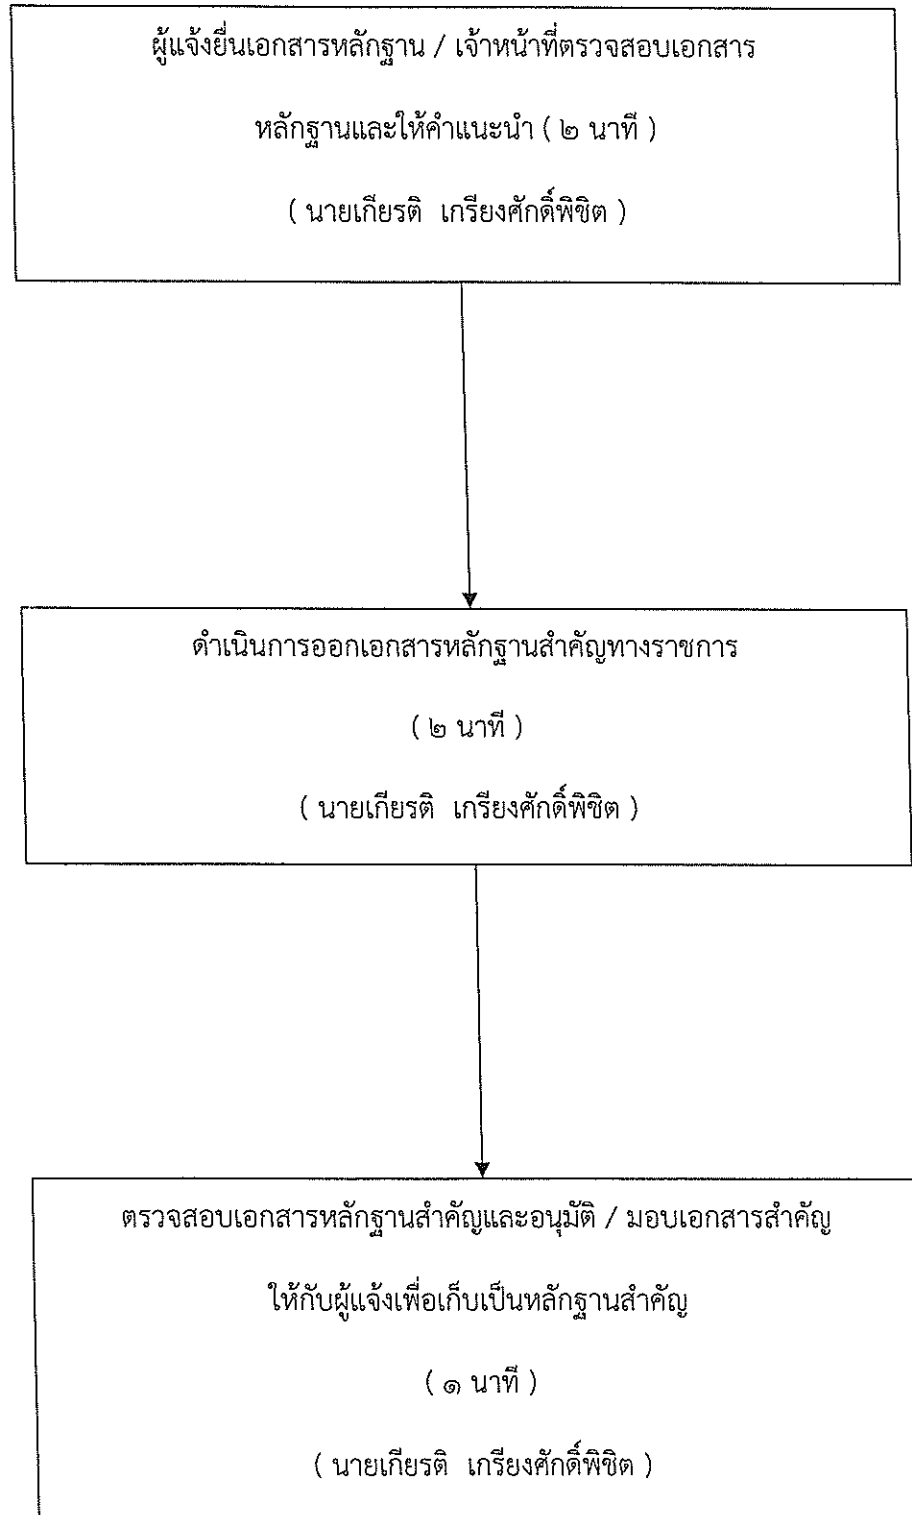 ผู้แจ้งยื่นเอกสารหลักฐาน / เจ้าหน้าที่ตรวจสอบเอกสาร
หลักฐานและให้คำแนะนำ ( ๒ นาที )
( นายเกียรติ เกรียงศักดิ์พิชิต )
ดำเนินการออกเอกสารหลักฐานสำคัญทางราชการ
( ๒ นาที )
( นายเกียรติ เกรียงศักดิ์พิชิต )
ตรวจสอบเอกสารหลักฐานสำคัญและอนุมัติ / มอบเอกสารสำคัญ
ให้กับผู้แจ้งเพื่อเก็บเป็นหลักฐานสำคัญ
( ๑ นาที )
( นายเกียรติ เกรียงศักดิ์พิชิต )